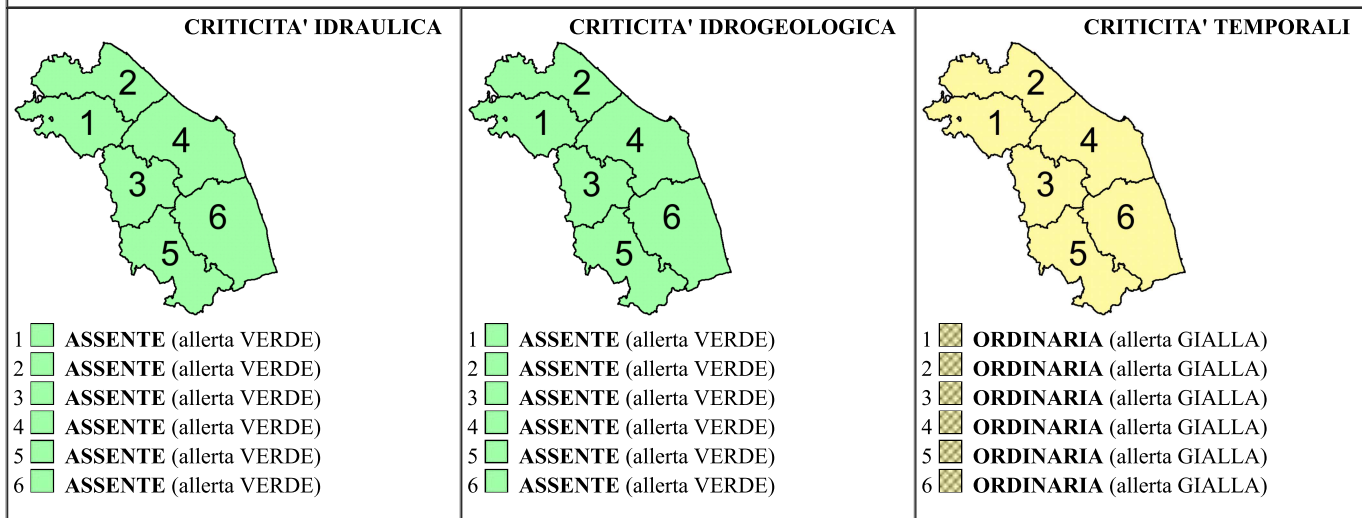 CRITICITA' IDRAULICA
2
1
4
3
6
5
1 ASSENTE (allerta VERDE)
2 ASSENTE (allerta VERDE)
3 ASSENTE (allerta VERDE)
4 ASSENTE (allerta VERDE)
5 ASSENTE (allerta VERDE)
6 ASSENTE (allerta VERDE)
CRITICITA' IDROGEOLOGICA
2
1
4
3
6
5
1 ASSENTE (allerta VERDE)
2 ASSENTE (allerta VERDE)
3 ASSENTE (allerta VERDE)
4 ASSENTE (allerta VERDE)
5 ASSENTE (allerta VERDE)
6 ASSENTE (allerta VERDE)
CRITICITA' TEMPORALI
2
1
4
3
6
5
1 ORDINARIA (allerta GIALLA)
2 ORDINARIA (allerta GIALLA)
3 ORDINARIA (allerta GIALLA)
4 ORDINARIA (allerta GIALLA)
5 ORDINARIA (allerta GIALLA)
6 ORDINARIA (allerta GIALLA)